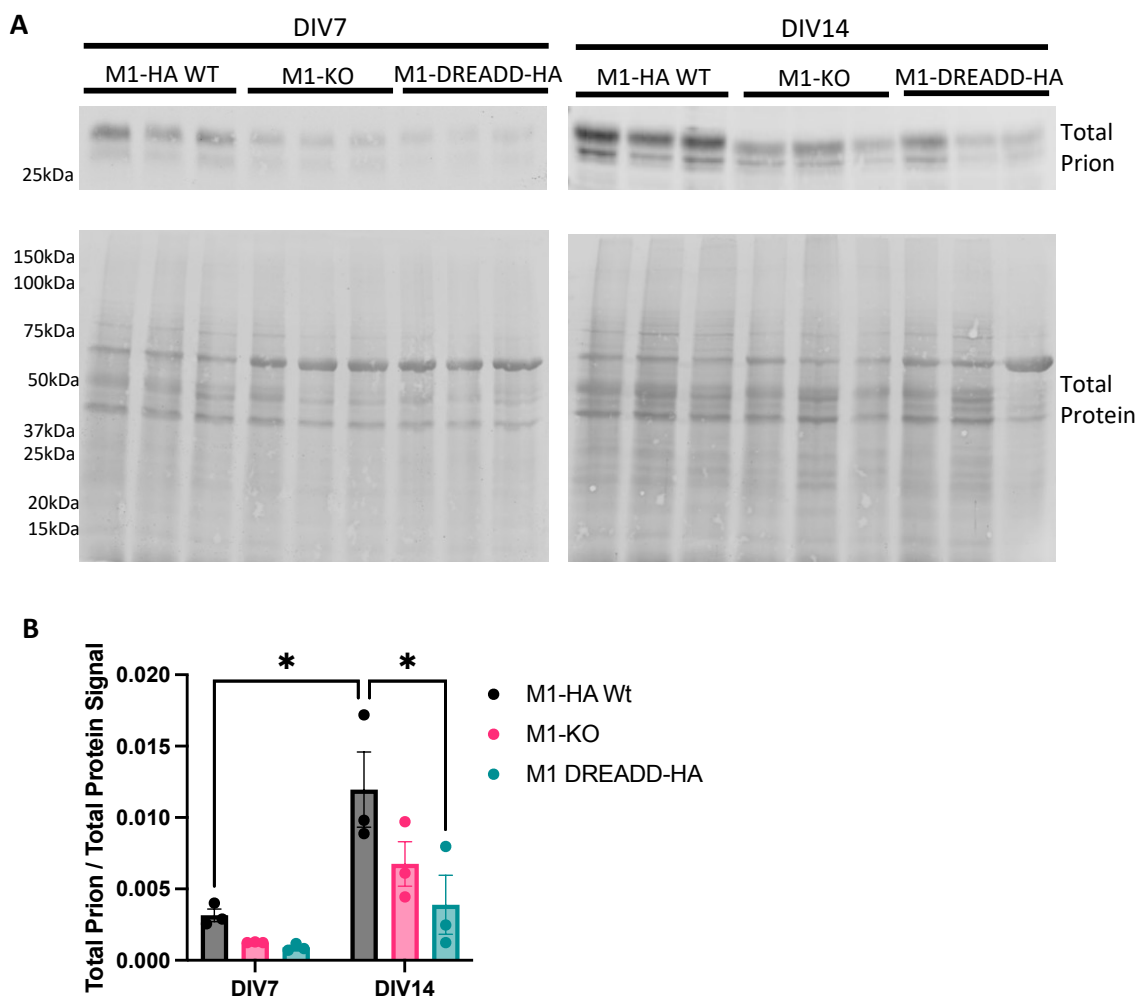 A
DIV7
DIV14
M1-HA WT
M1-KO
M1-DREADD-HA
M1-HA WT
M1-KO
M1-DREADD-HA
Total
Prion
25kDa
150kDa
100kDa
75kDa
50kDa
37kDa
25kDa
20kDa
15kDa
Total
Protein
B
Total Prion / Total Protein Signal
0.020
0.015
0.010
0.005
0.000
*
*
DIV7
DIV14
M1-HA Wt
M1-KO
M1 DREADD-HA